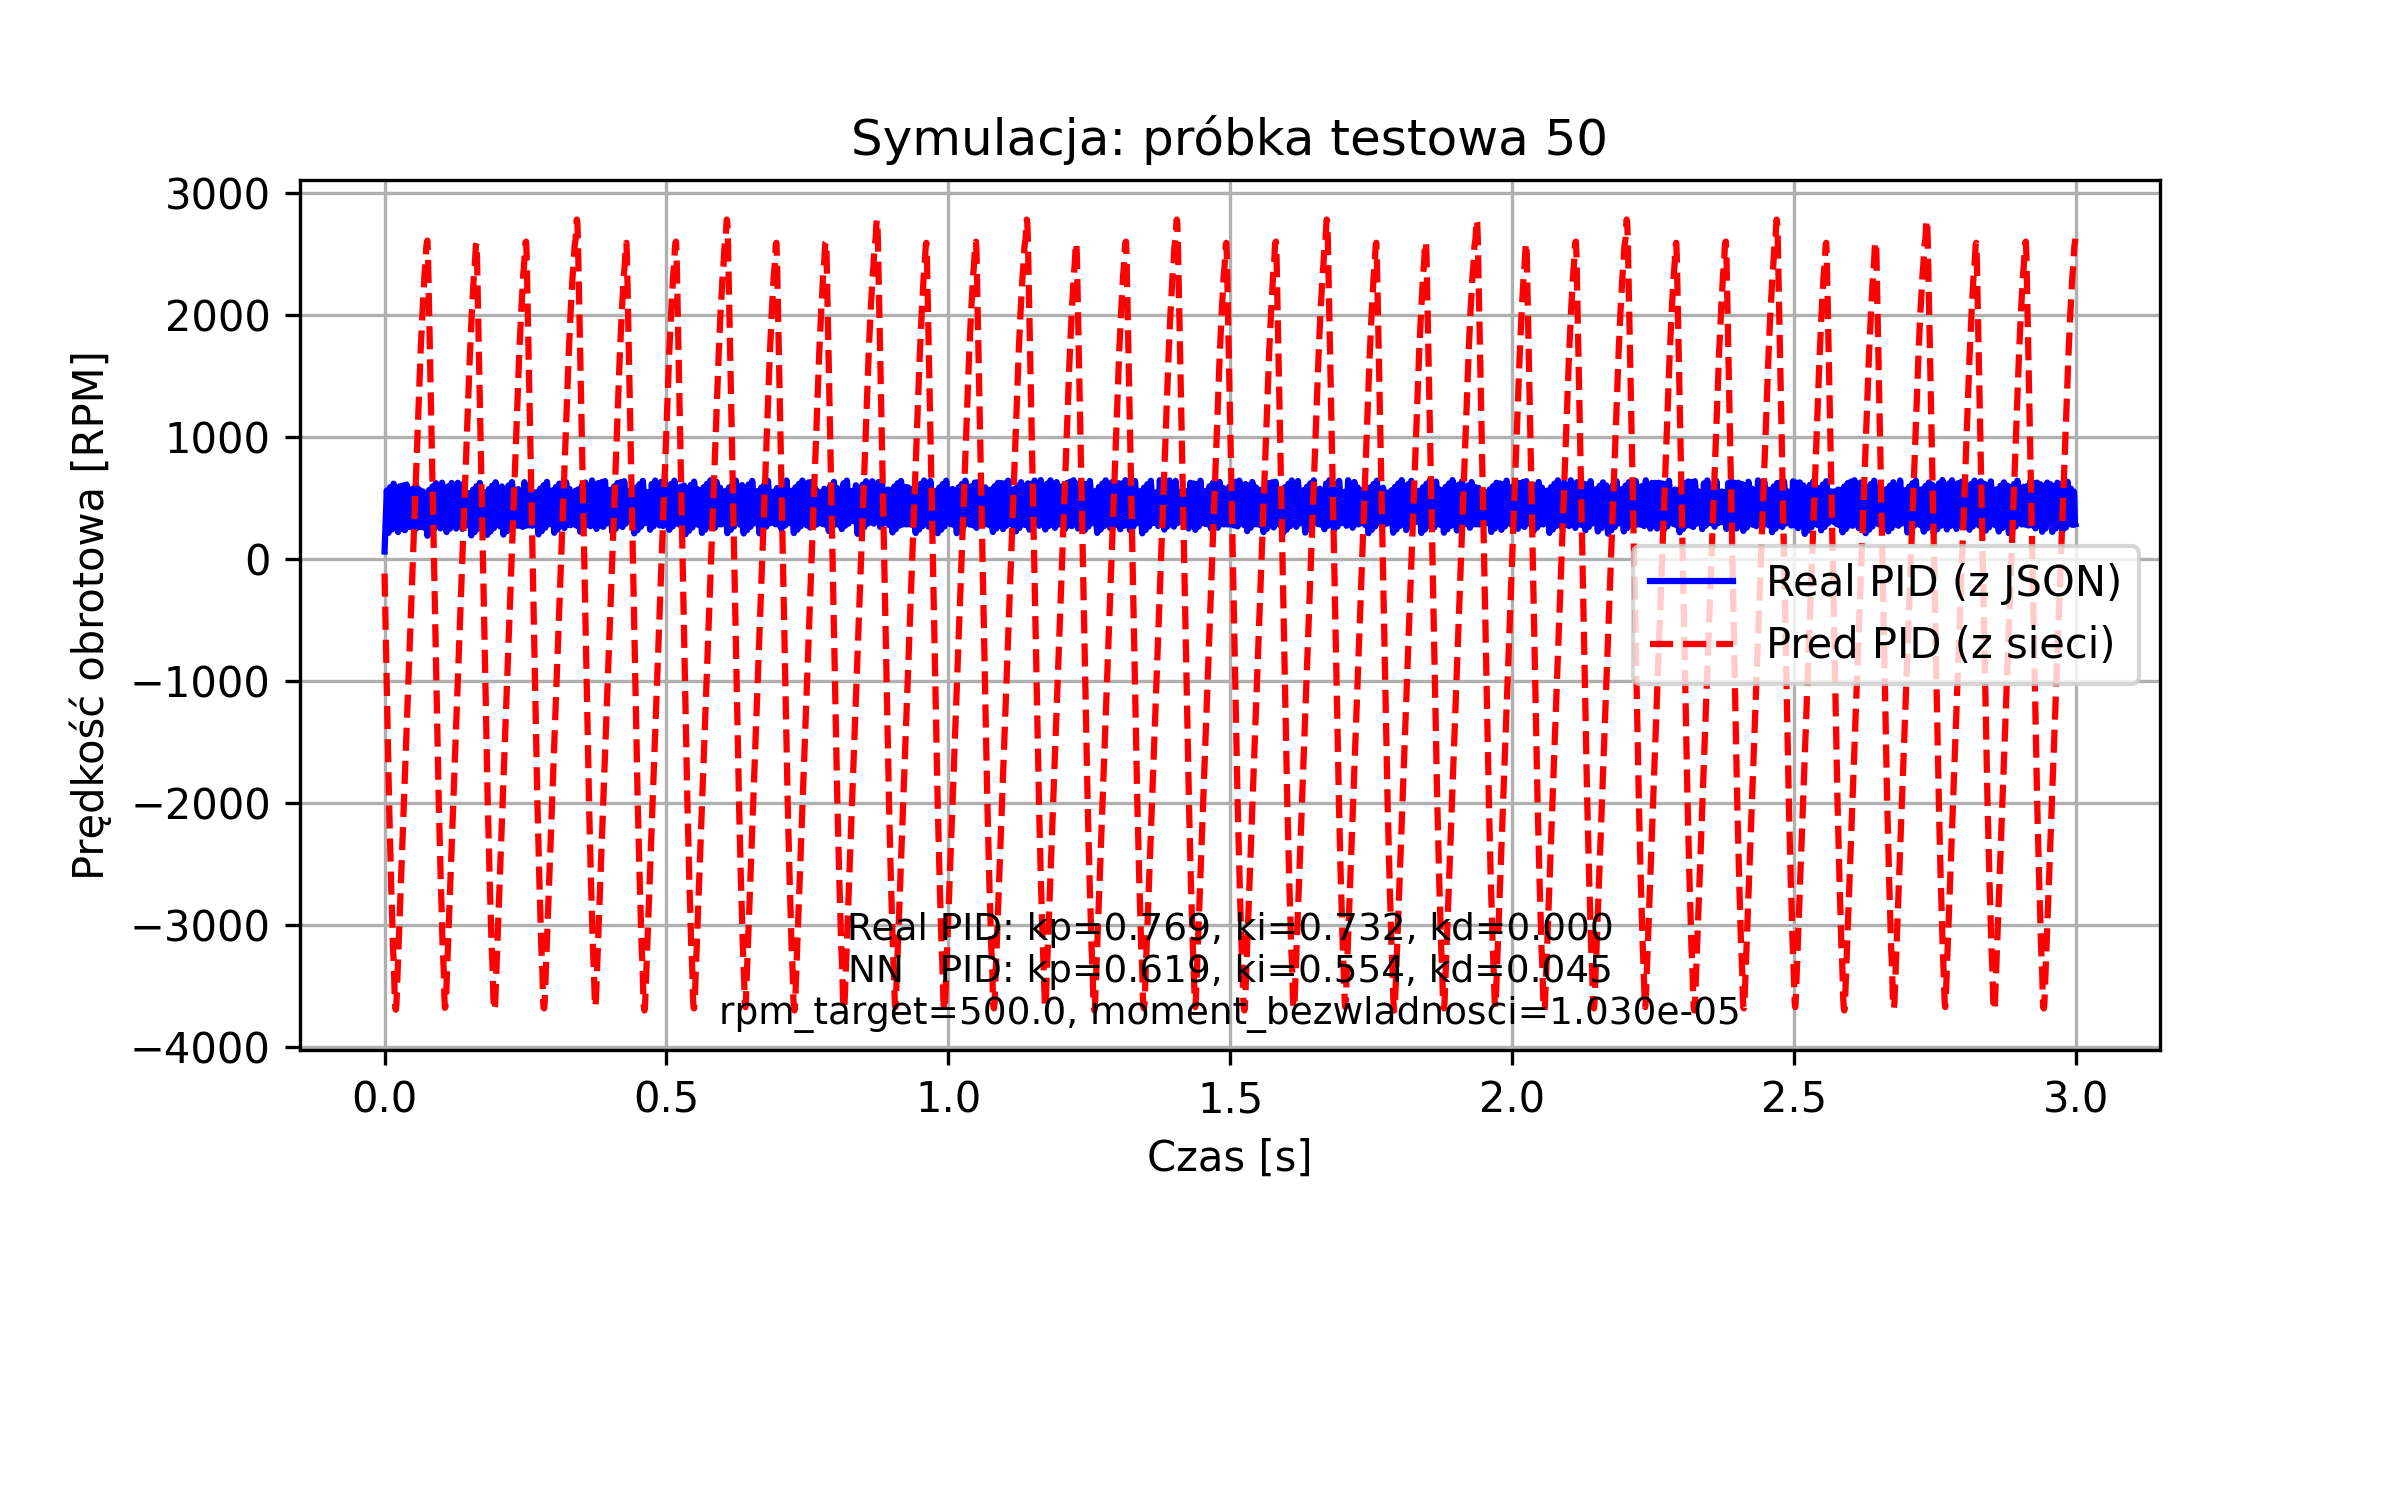 Symulacja: próbka testowa 50
Prędkość obrotowa [RPM]
3000
2000
1000
0
−1000
−2000
−3000
−4000
Real PID (z JSON)
Pred PID (z sieci)
Real PID: kp=0.769, ki=0.732, kd=0.000
NN PID: kp=0.619, ki=0.554, kd=0.045
rpm_target=500.0, moment_bezwladnosci=1.030e-05
0.0 0.5 1.0 1.5 2.0 2.5 3.0
Czas [s]